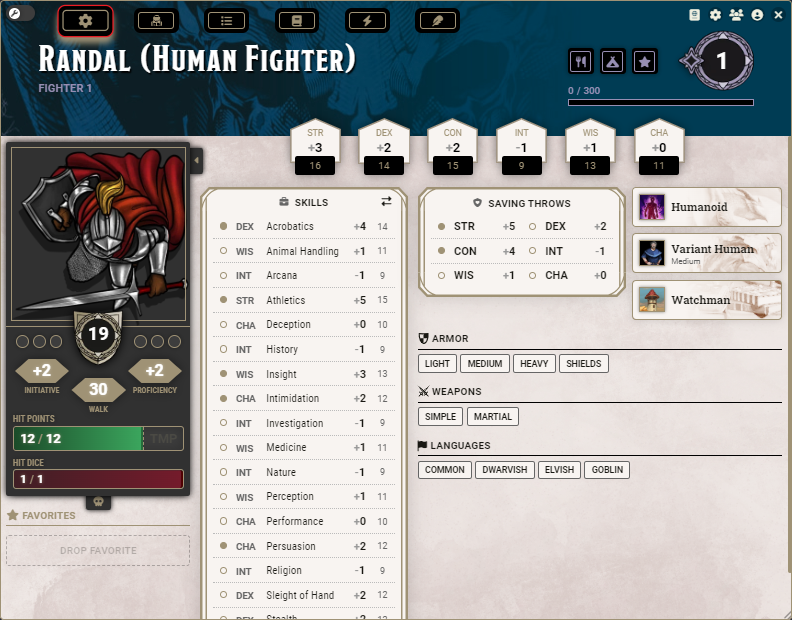 Randal (Human Fighter)
FIGHTER 1
1
0 / 300
STR
+3
16
DEX
+2
14
CON
+2
15
INT
-1
9
WIS
+1
13
CHA
+0
11
19
+2
INITIATIVE
30
WALK
+2
PROFICIENCY
HIT POINTS
12 / 12 TMP
HIT DICE
1 / 1
FAVORITES
DROP FAVORITE
SKILLS
DEX Acrobatics +4 14
WIS Animal Handling +1 11
INT Arcana -1 9
STR Athletics +5 15
CHA Deception +0 10
INT History -1 9
WIS Insight +3 13
CHA Intimidation +2 12
INT Investigation -1 9
WIS Medicine +1 11
INT Nature -1 9
WIS Perception +1 11
CHA Performance +0 10
CHA Persuasion +2 12
INT Religion -1 9
DEX Sleight of Hand +2 12
DEX Stealth +2 12
SAVING THROWS
STR +5 DEX +2
CON +4 INT -1
WIS +1 CHA +0
Humanoid
Variant Human
Medium
Watchman
ARMOR
LIGHT MEDIUM HEAVY SHIELDS
WEAPONS
SIMPLE MARTIAL
LANGUAGES
COMMON DWARVISH ELVISH GOBLIN